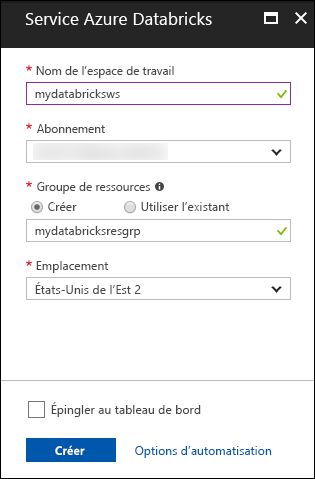 Service Azure Databricks
* Nom de l'espace de travail
mydatabricksws
* Abonnement
* Groupe de ressources
Créer Utiliser l'existant
mydatabricksresgrp
* Emplacement
États-Unis de l'Est 2
Épingler au tableau de bord
Créer Options d'automatisation